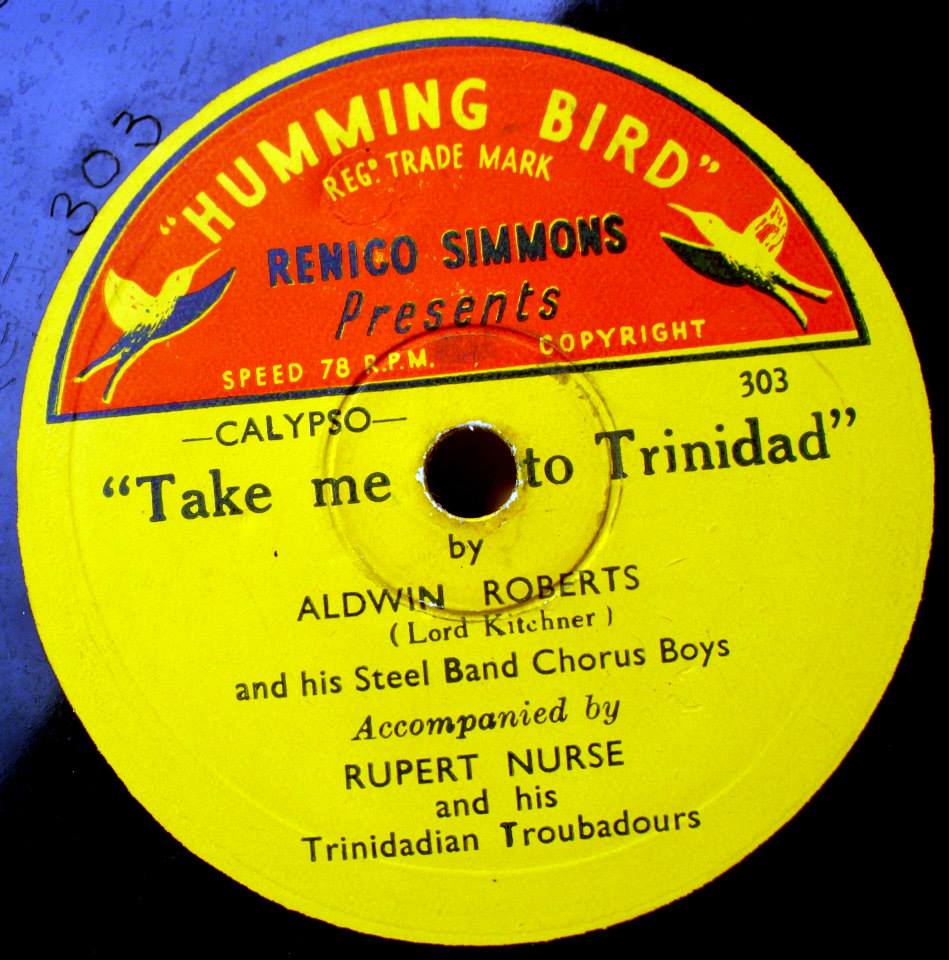 303
"HUMMING BIRD"
REGD. TRADE MARK
RENICO SIMMONS
Presents
SPEED 78 R.P.M. COPYRIGHT
303
—CALYPSO—
"Take me to Trinidad"
by
ALDWIN ROBERTS
(Lord Kitchner)
and his Steel Band Chorus Boys
Accompanied by
RUPERT NURSE
and his
Trinidadian Troubadours